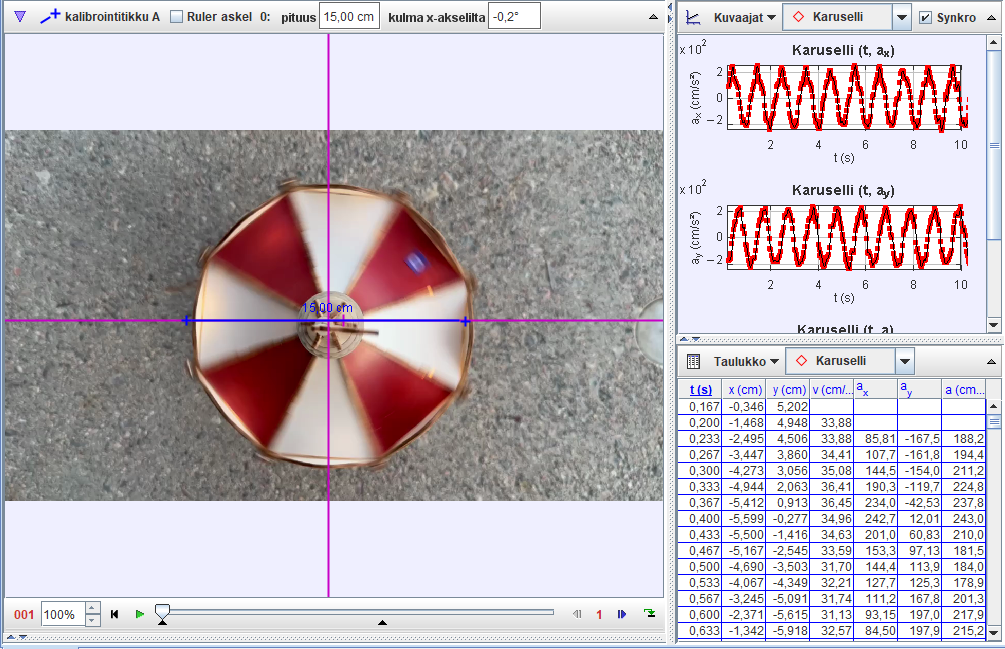 kalibrointitikku A Ruler askel 0: pituus 15,00 cm kulma x-akselilta -0,2°
15,00 cm
001 100% 1
Kuvaajat Karuselli Synkro
Karuselli (t, ax)
x 10²
ax (cm/s²)
2
0
−2
2 4 6 8 10
t (s)
Karuselli (t, ay)
x 10²
ay (cm/s²)
2
0
−2
2 4 6 8 10
t (s)
Karuselli (t, a)
Taulukko Karuselli
t (s) x (cm) y (cm) v (cm/... ax ay a (cm...
0,167 -0,346 5,202
0,200 -1,468 4,948 33,88
0,233 -2,495 4,506 33,88 85,81 -167,5 188,2
0,267 -3,447 3,860 34,41 107,7 -161,8 194,4
0,300 -4,273 3,056 35,08 144,5 -154,0 211,2
0,333 -4,944 2,063 36,41 190,3 -119,7 224,8
0,367 -5,412 0,913 36,45 234,0 -42,53 237,8
0,400 -5,599 -0,277 34,96 242,7 12,01 243,0
0,433 -5,500 -1,416 34,63 201,0 60,83 210,0
0,467 -5,167 -2,545 33,59 153,3 97,13 181,5
0,500 -4,690 -3,503 31,70 144,4 113,9 184,0
0,533 -4,067 -4,349 32,21 127,7 125,3 178,9
0,567 -3,245 -5,091 31,74 111,2 167,8 201,3
0,600 -2,371 -5,615 31,13 93,15 197,0 217,9
0,633 -1,342 -5,918 32,57 84,50 197,9 215,2